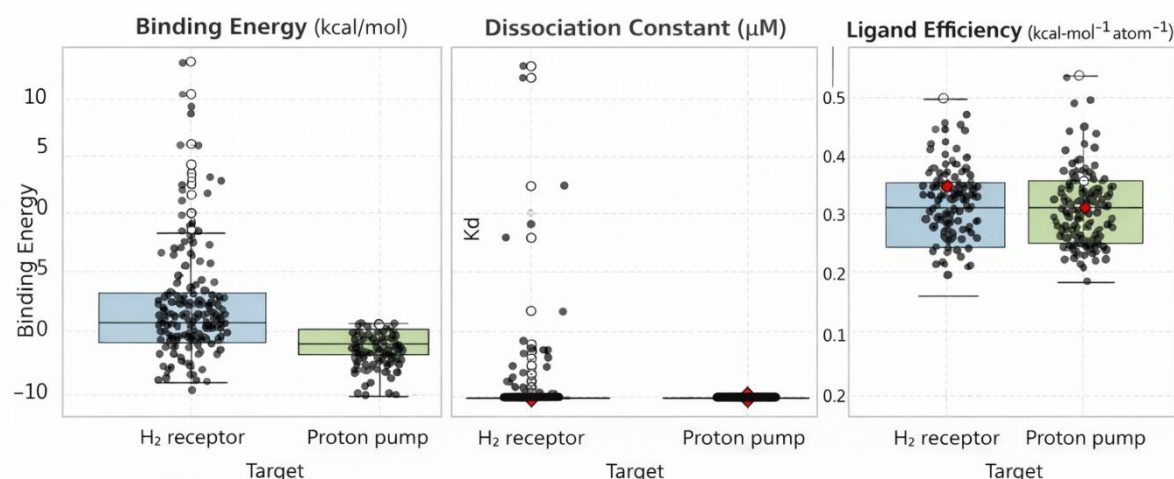 Binding Energy (kcal/mol)
10
5
0
5
0
−10
Binding Energy
H₂ receptor
Proton pump
Target
Dissociation Constant (μM)
Kd
H₂ receptor
Proton pump
Target
Ligand Efficiency (kcal-mol⁻¹ atom⁻¹)
0.5
0.4
0.3
0.2
0.1
0.2
H₂ receptor
Proton pump
Target